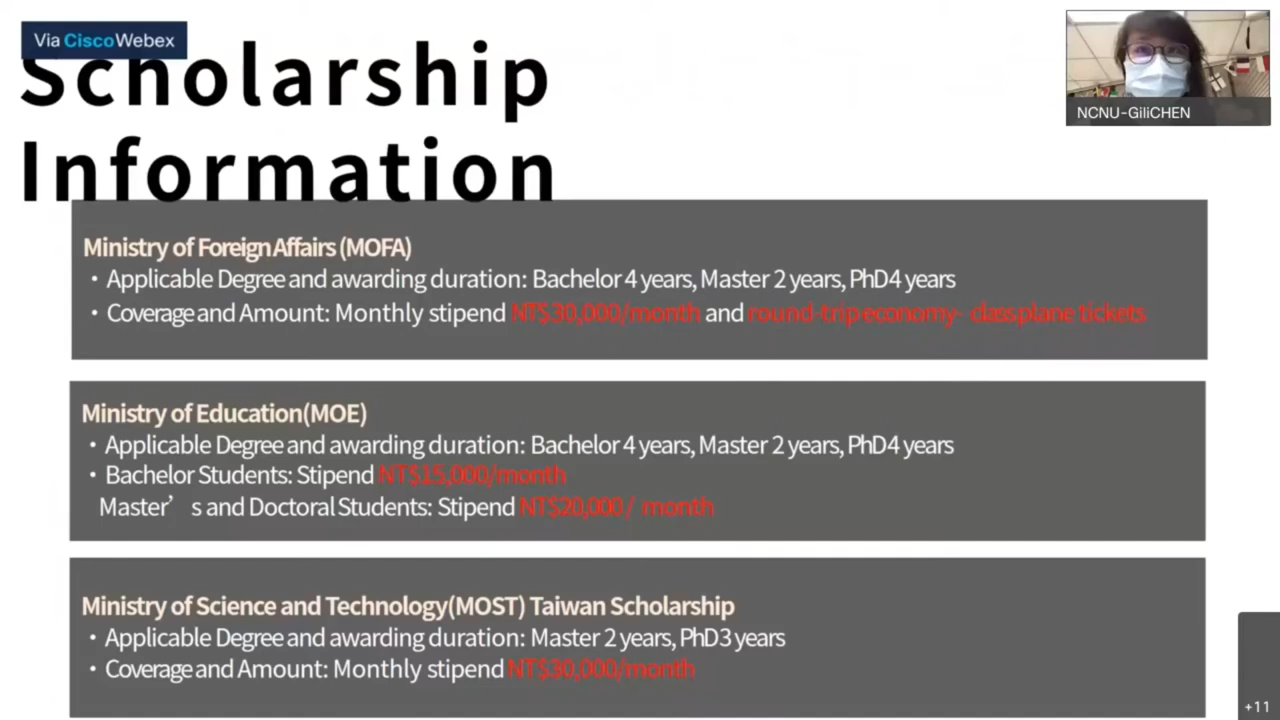 Via Cisco Webex
Scholarship
Information
NCNU-GiliCHEN
Ministry of Foreign Affairs (MOFA)
• Applicable Degree and awarding duration: Bachelor 4 years, Master 2 years, PhD4 years
• Coverage and Amount: Monthly stipend NT$30,000/month and round-trip economy- class plane tickets
Ministry of Education(MOE)
• Applicable Degree and awarding duration: Bachelor 4 years, Master 2 years, PhD4 years
• Bachelor Students: Stipend NT$15,000/month
Master’ s and Doctoral Students: Stipend NT$20,000 / month
Ministry of Science and Technology(MOST) Taiwan Scholarship
• Applicable Degree and awarding duration: Master 2 years, PhD3 years
• Coverage and Amount: Monthly stipend NT$30,000/month
+11